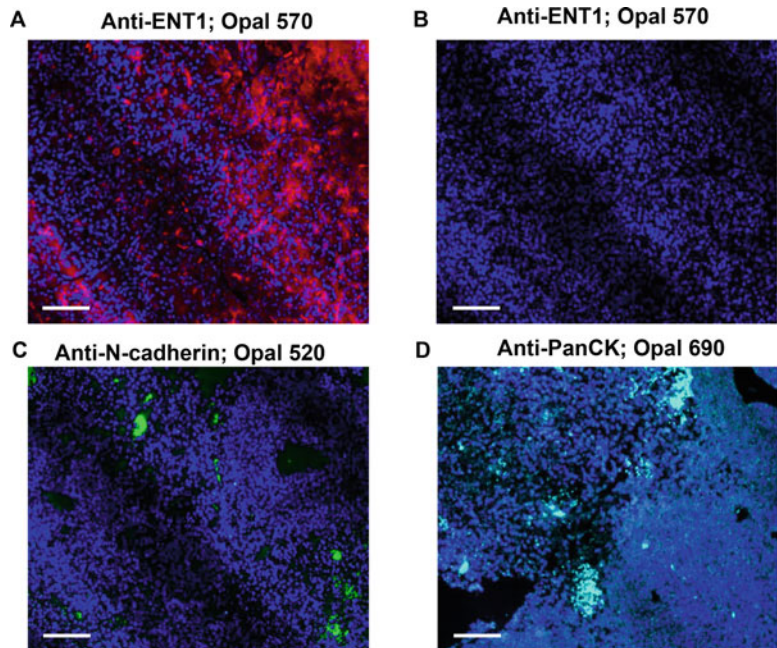 A
Anti-ENT1; Opal 570
B
Anti-ENT1; Opal 570
C
Anti-N-cadherin; Opal 520
D
Anti-PanCK; Opal 690